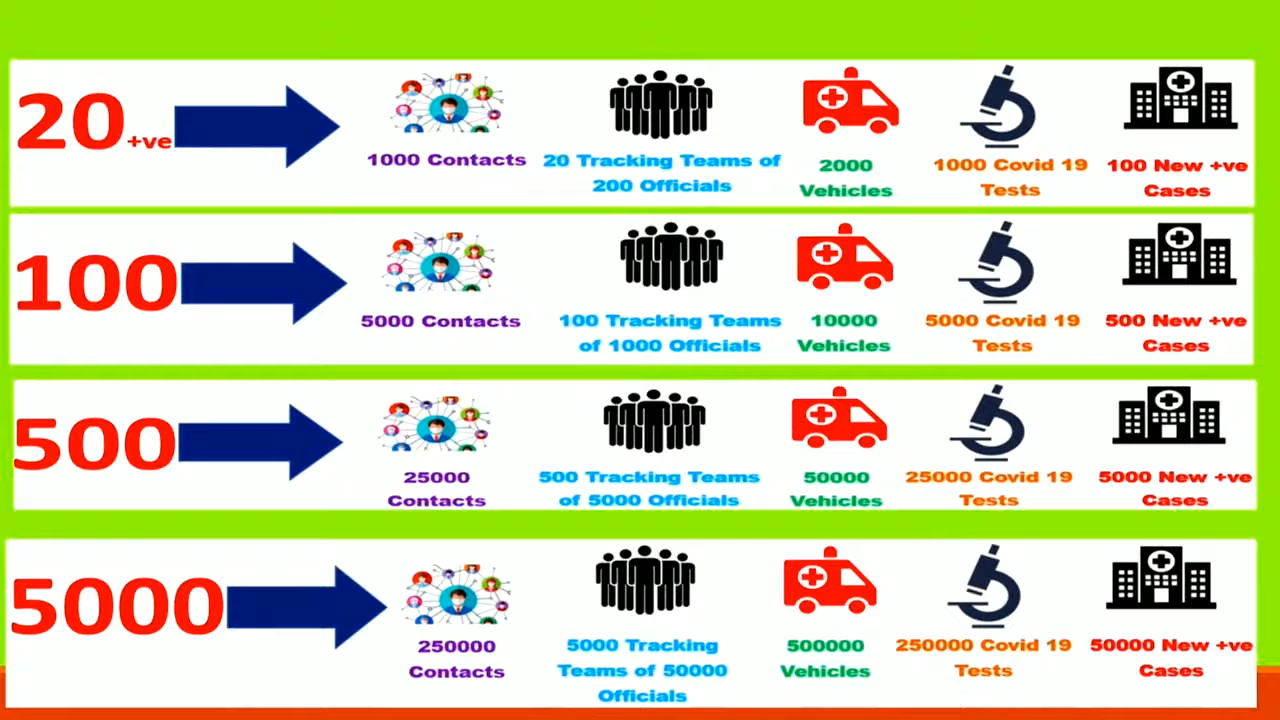 20 +ve
1000 Contacts
20 Tracking Teams of
200 Officials
2000
Vehicles
1000 Covid 19
Tests
100 New +ve
Cases
100
5000 Contacts
100 Tracking Teams
of 1000 Officials
10000
Vehicles
5000 Covid 19
Tests
500 New +ve
Cases
500
25000
Contacts
500 Tracking Teams
of 5000 Officials
50000
Vehicles
25000 Covid 19
Tests
5000 New +ve
Cases
5000
250000
Contacts
5000 Tracking
Teams of 50000
Officials
500000
Vehicles
250000 Covid 19
Tests
50000 New +ve
Cases